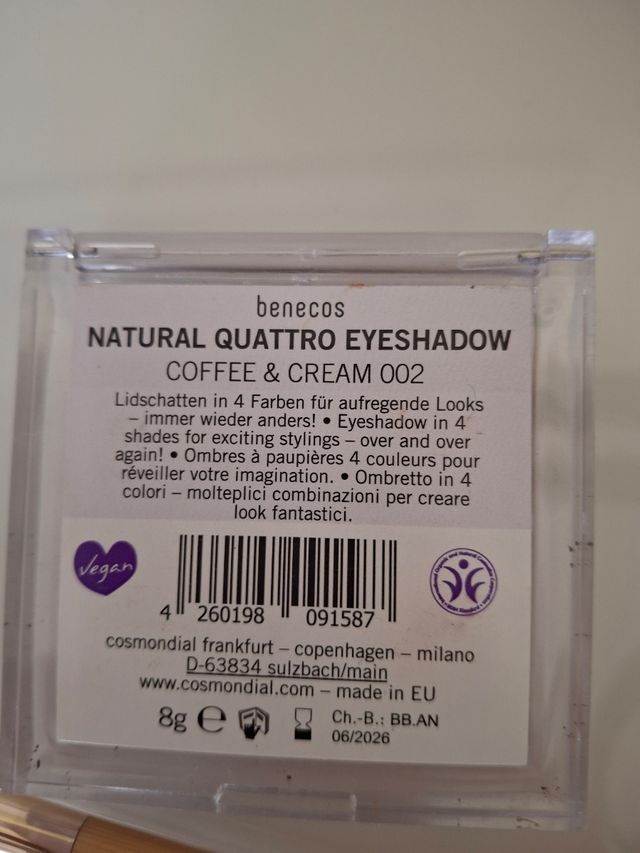 benecos
NATURAL QUATTRO EYESHADOW
COFFEE & CREAM 002
Lidschatten in 4 Farben für aufregende Looks
– immer wieder anders! • Eyeshadow in 4
shades for exciting stylings – over and over
again! • Ombres à paupières 4 couleurs pour
réveiller votre imagination. • Ombretto in 4
colori – molteplici combinazioni per creare
look fantastici.
Vegan
4 260198 091587
cosmondial frankfurt – copenhagen – milano
D-63834 sulzbach/main
www.cosmondial.com – made in EU
8g ℮ Ch.-B.: BB.AN
06/2026